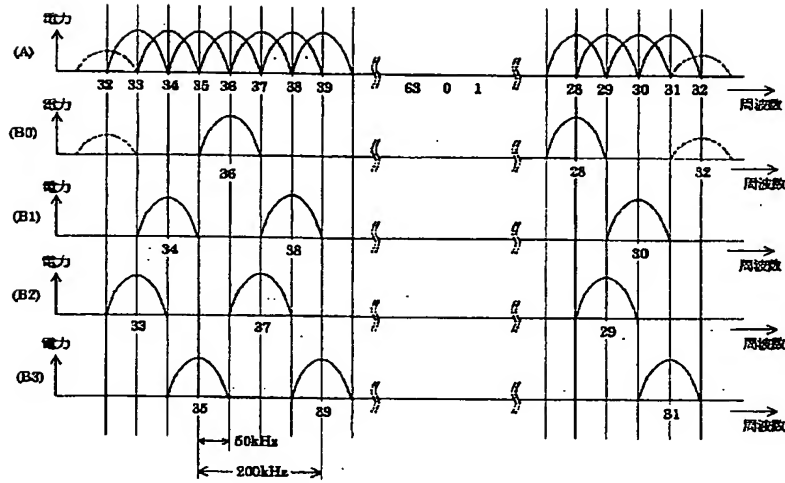 電力
(A)
32 33 34 35 36 37 38 39 63 0 1 28 29 30 31 32
周波数
電力
(B0)
36 28 32
周波数
電力
(B1)
34 38 30
周波数
電力
(B2)
33 37 29
周波数
電力
(B3)
35 39 31
周波数
50kHz
200kHz